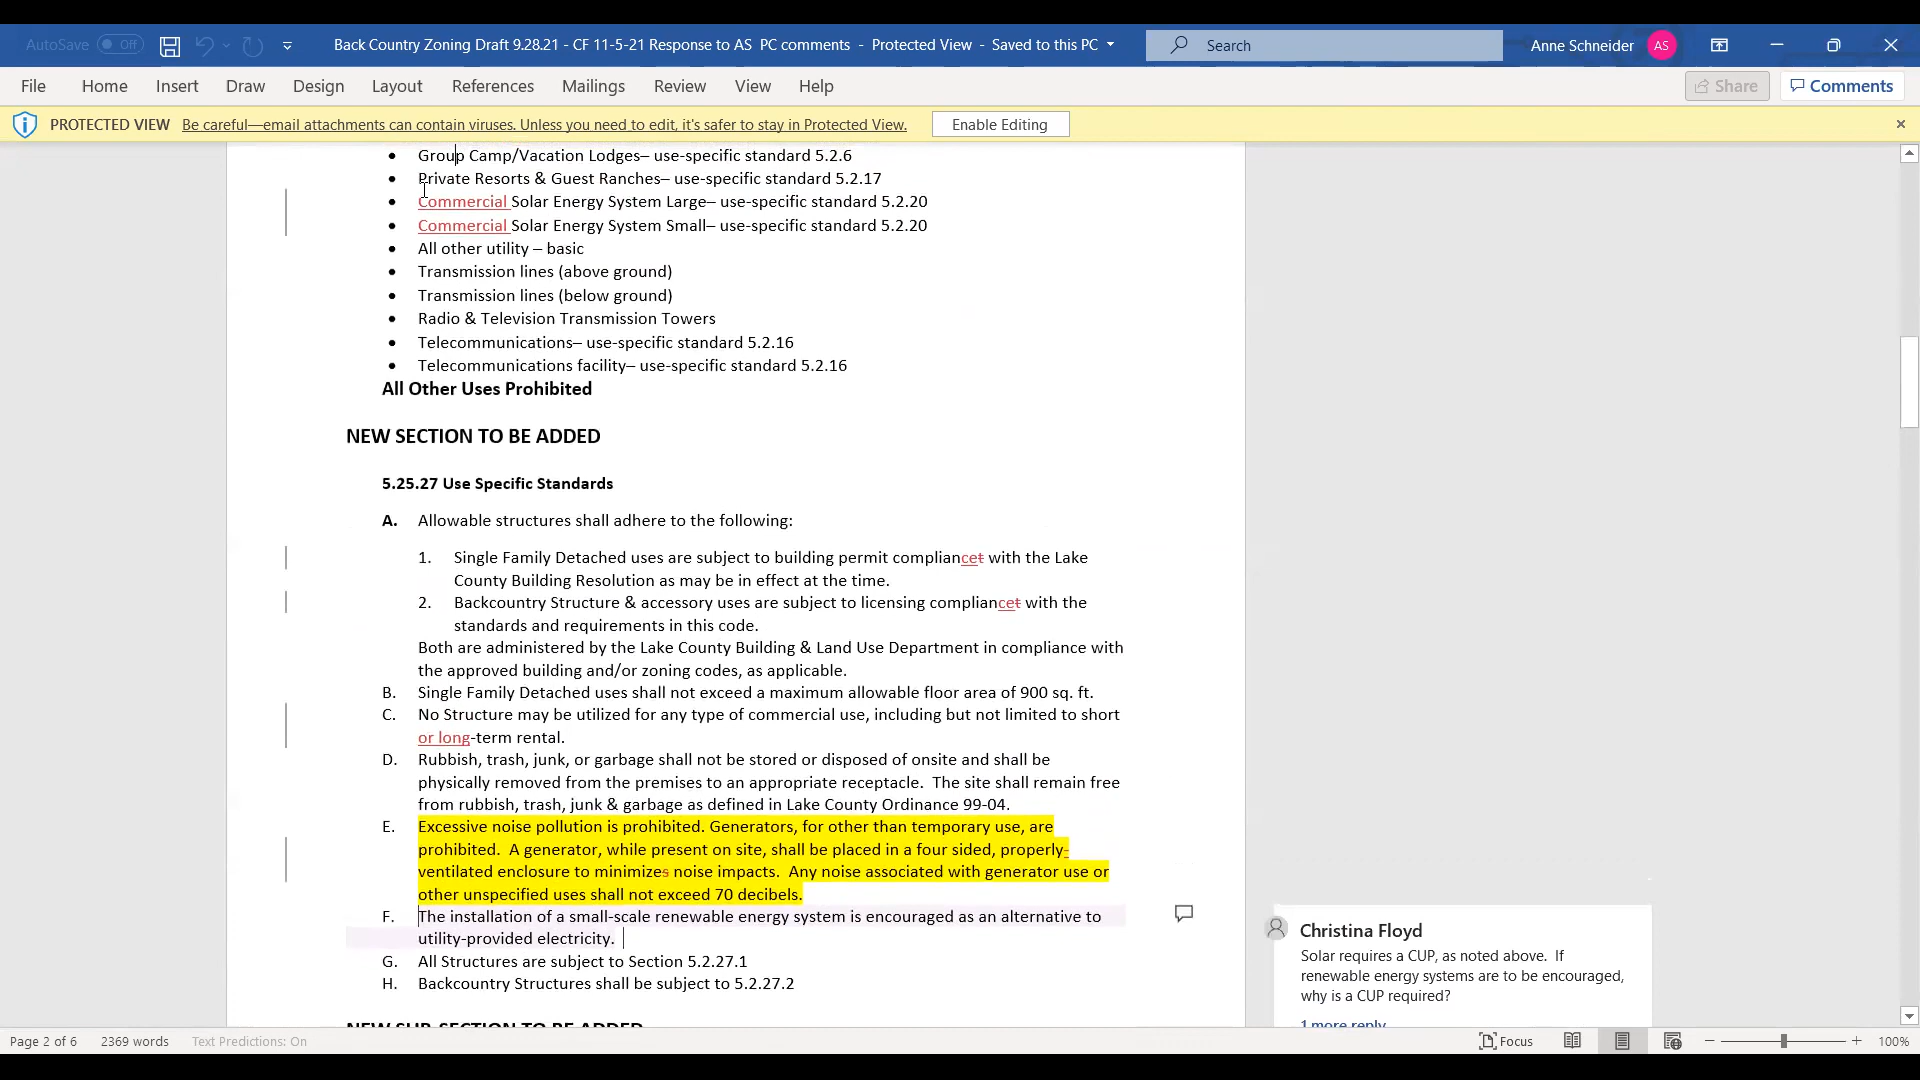 AutoSave Off
Back Country Zoning Draft 9.28.21 - CF 11-5-21 Response to AS PC comments - Protected View - Saved to this PC
Search
Anne Schneider AS
File Home Insert Draw Design Layout References Mailings Review View Help
Share Comments
PROTECTED VIEW Be careful—email attachments can contain viruses. Unless you need to edit, it's safer to stay in Protected View. Enable Editing
• Group Camp/Vacation Lodges– use-specific standard 5.2.6
• Private Resorts & Guest Ranches– use-specific standard 5.2.17
• Commercial Solar Energy System Large– use-specific standard 5.2.20
• Commercial Solar Energy System Small– use-specific standard 5.2.20
• All other utility – basic
• Transmission lines (above ground)
• Transmission lines (below ground)
• Radio & Television Transmission Towers
• Telecommunications– use-specific standard 5.2.16
• Telecommunications facility– use-specific standard 5.2.16
All Other Uses Prohibited
NEW SECTION TO BE ADDED
5.25.27 Use Specific Standards
A. Allowable structures shall adhere to the following:
1. Single Family Detached uses are subject to building permit compliancet with the Lake
County Building Resolution as may be in effect at the time.
2. Backcountry Structure & accessory uses are subject to licensing compliancet with the
standards and requirements in this code.
Both are administered by the Lake County Building & Land Use Department in compliance with
the approved building and/or zoning codes, as applicable.
B. Single Family Detached uses shall not exceed a maximum allowable floor area of 900 sq. ft.
C. No Structure may be utilized for any type of commercial use, including but not limited to short
or long-term rental.
D. Rubbish, trash, junk, or garbage shall not be stored or disposed of onsite and shall be
physically removed from the premises to an appropriate receptacle. The site shall remain free
from rubbish, trash, junk & garbage as defined in Lake County Ordinance 99-04.
E. Excessive noise pollution is prohibited. Generators, for other than temporary use, are
prohibited. A generator, while present on site, shall be placed in a four sided, properly-
ventilated enclosure to minimizes noise impacts. Any noise associated with generator use or
other unspecified uses shall not exceed 70 decibels.
F. The installation of a small-scale renewable energy system is encouraged as an alternative to
utility-provided electricity.
G. All Structures are subject to Section 5.2.27.1
H. Backcountry Structures shall be subject to 5.2.27.2
NEW SUB-SECTION TO BE ADDED
Christina Floyd
Solar requires a CUP, as noted above. If
renewable energy systems are to be encouraged,
why is a CUP required?
1 more reply
Page 2 of 6 2369 words Text Predictions: On
Focus
100%